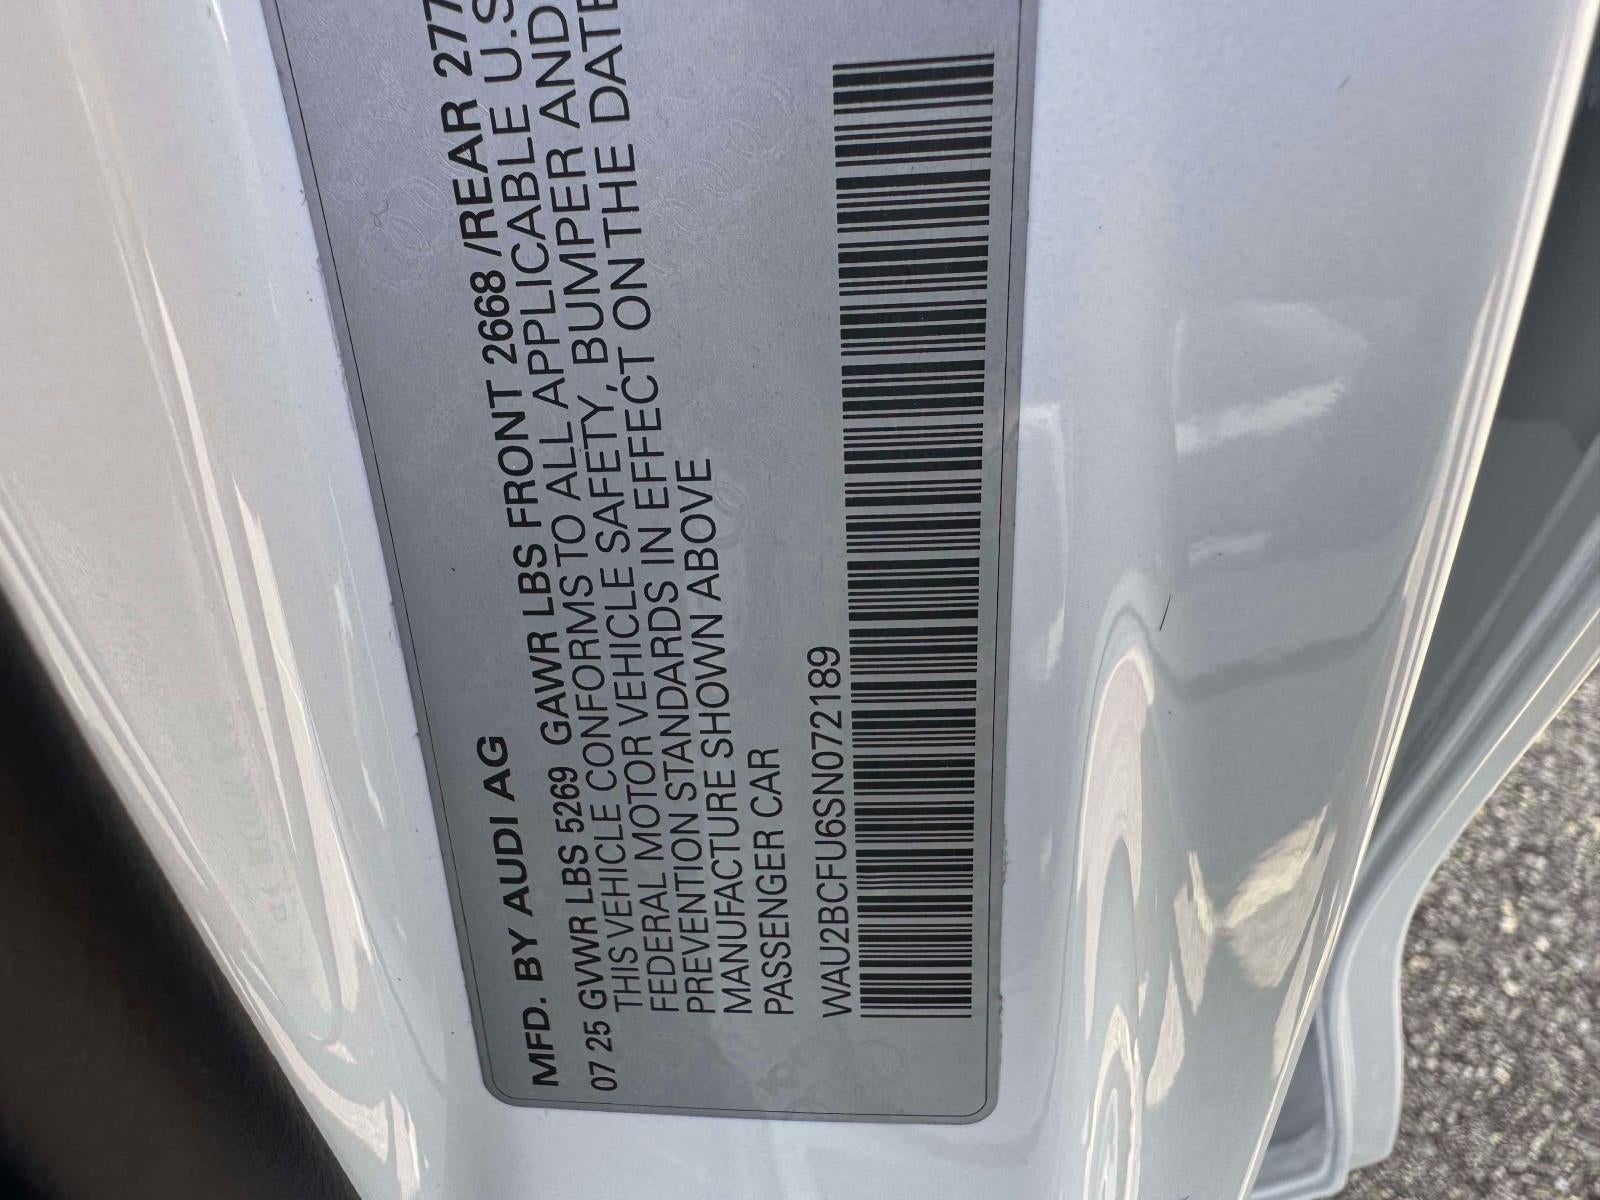 MFD. BY AUDI AG
07 25 GVWR LBS 5269 GAWR LBS FRONT 2668 /REAR 277
THIS VEHICLE CONFORMS TO ALL APPLICABLE U.S
FEDERAL MOTOR VEHICLE SAFETY, BUMPER AND
PREVENTION STANDARDS IN EFFECT ON THE DATE
MANUFACTURE SHOWN ABOVE
PASSENGER CAR
WAU2BCFU6SN072189